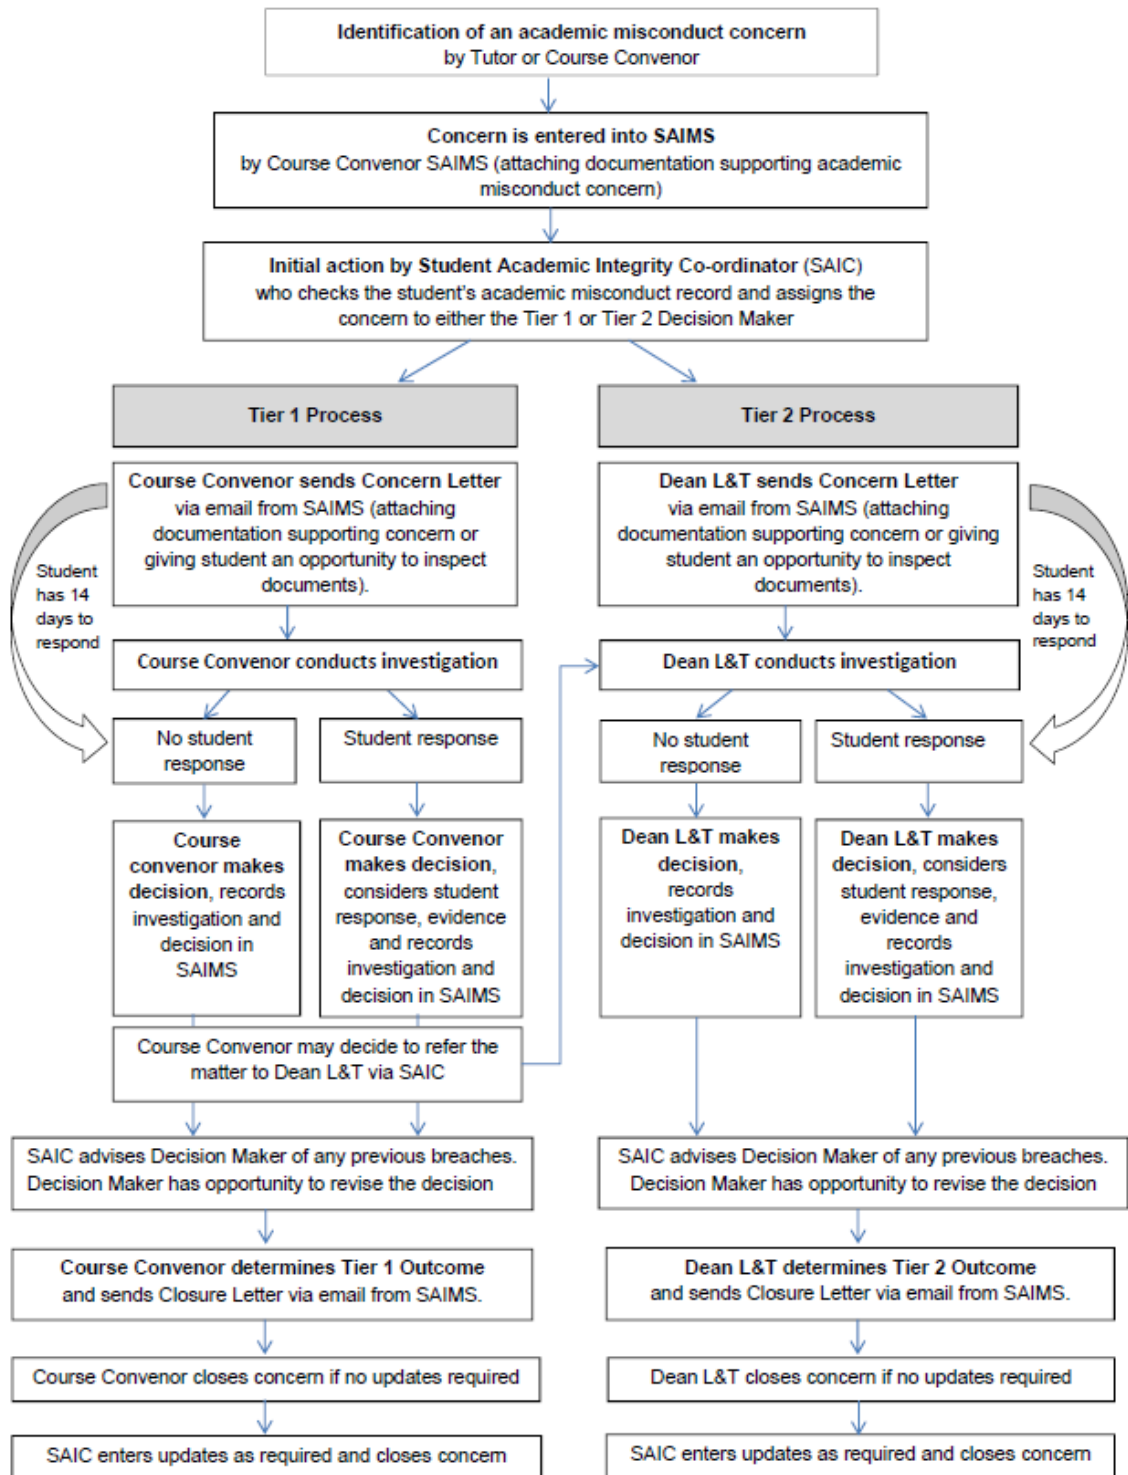 Identification of an academic misconduct concern
by Tutor or Course Convenor
Concern is entered into SAIMS
by Course Convenor SAIMS (attaching documentation supporting academic
misconduct concern)
Initial action by Student Academic Integrity Co-ordinator (SAIC)
who checks the student's academic misconduct record and assigns the
concern to either the Tier 1 or Tier 2 Decision Maker
Tier 1 Process
Course Convenor sends Concern Letter
via email from SAIMS (attaching
documentation supporting concern or
giving student an opportunity to inspect
documents).
Student
has 14
days to
respond
Course Convenor conducts investigation
No student
response
Student response
Course
convenor makes
decision, records
investigation and
decision in
SAIMS
Course Convenor
makes decision,
considers student
response, evidence
and records
investigation and
decision in SAIMS
Course Convenor may decide to refer the
matter to Dean L&T via SAIC
SAIC advises Decision Maker of any previous breaches.
Decision Maker has opportunity to revise the decision
Course Convenor determines Tier 1 Outcome
and sends Closure Letter via email from SAIMS.
Course Convenor closes concern if no updates required
SAIC enters updates as required and closes concern
Tier 2 Process
Dean L&T sends Concern Letter
via email from SAIMS (attaching
documentation supporting concern or giving
student an opportunity to inspect
documents).
Student
has 14
days to
respond
Dean L&T conducts investigation
No student
response
Student response
Dean L&T makes
decision,
records
investigation and
decision in SAIMS
Dean L&T makes
decision, considers
student response,
evidence and
records
investigation and
decision in SAIMS
SAIC advises Decision Maker of any previous breaches.
Decision Maker has opportunity to revise the decision
Dean L&T determines Tier 2 Outcome
and sends Closure Letter via email from SAIMS.
Dean L&T closes concern if no updates required
SAIC enters updates as required and closes concern